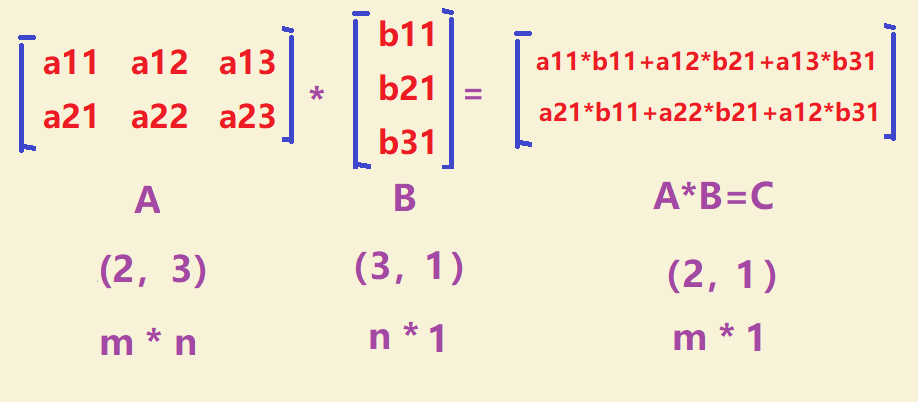 a11 a12 a13
a21 a22 a23
*
b11
b21
b31
=
a11*b11+a12*b21+a13*b31
a21*b11+a22*b21+a12*b31
A B A*B=C
(2, 3) (3, 1) (2, 1)
m * n n * 1 m * 1